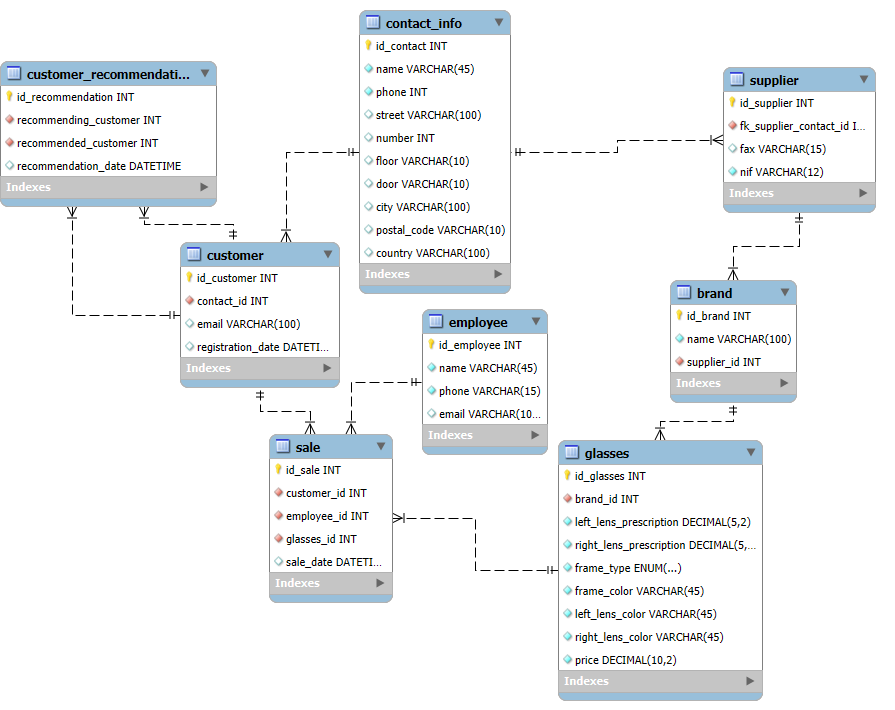 contact_info
id_contact INT
name VARCHAR(45)
phone INT
street VARCHAR(100)
number INT
floor VARCHAR(10)
door VARCHAR(10)
city VARCHAR(100)
postal_code VARCHAR(10)
country VARCHAR(100)
Indexes
customer_recommendati...
id_recommendation INT
recommending_customer INT
recommended_customer INT
recommendation_date DATETIME
Indexes
supplier
id_supplier INT
fk_supplier_contact_id I...
fax VARCHAR(15)
nif VARCHAR(12)
Indexes
customer
id_customer INT
contact_id INT
email VARCHAR(100)
registration_date DATETI...
Indexes
brand
id_brand INT
name VARCHAR(100)
supplier_id INT
Indexes
employee
id_employee INT
name VARCHAR(45)
phone VARCHAR(15)
email VARCHAR(10...
Indexes
sale
id_sale INT
customer_id INT
employee_id INT
glasses_id INT
sale_date DATETI...
Indexes
glasses
id_glasses INT
brand_id INT
left_lens_prescription DECIMAL(5,2)
right_lens_prescription DECIMAL(5,...
frame_type ENUM(...)
frame_color VARCHAR(45)
left_lens_color VARCHAR(45)
right_lens_color VARCHAR(45)
price DECIMAL(10,2)
Indexes